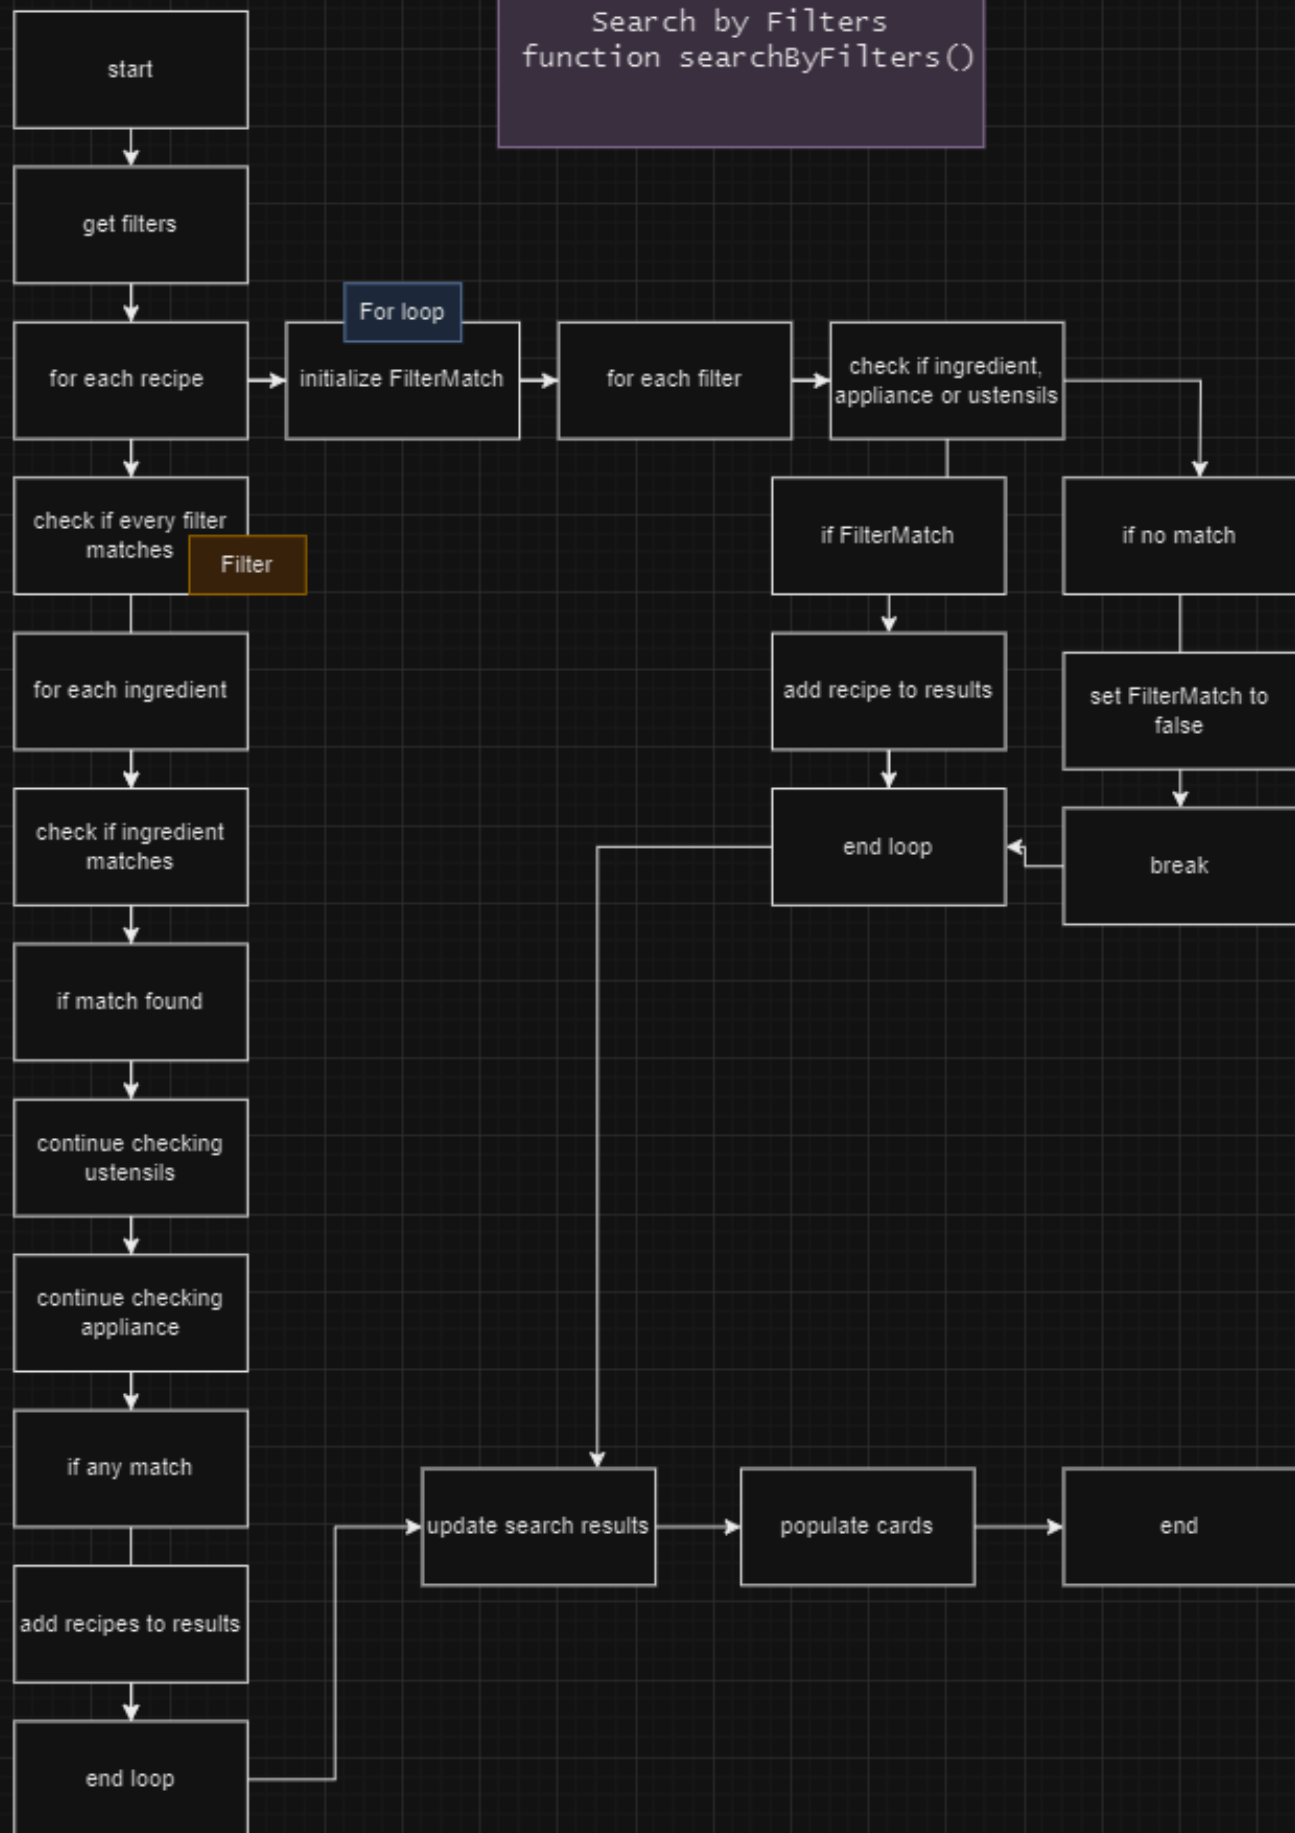 Search by Filters
function searchByFilters()
start
get filters
For loop
for each recipe
initialize FilterMatch
for each filter
check if ingredient,
appliance or ustensils
check if every filter
matches
Filter
if FilterMatch
if no match
for each ingredient
add recipe to results
set FilterMatch to
false
check if ingredient
matches
end loop
break
if match found
continue checking
ustensils
continue checking
appliance
if any match
update search results
populate cards
end
add recipes to results
end loop